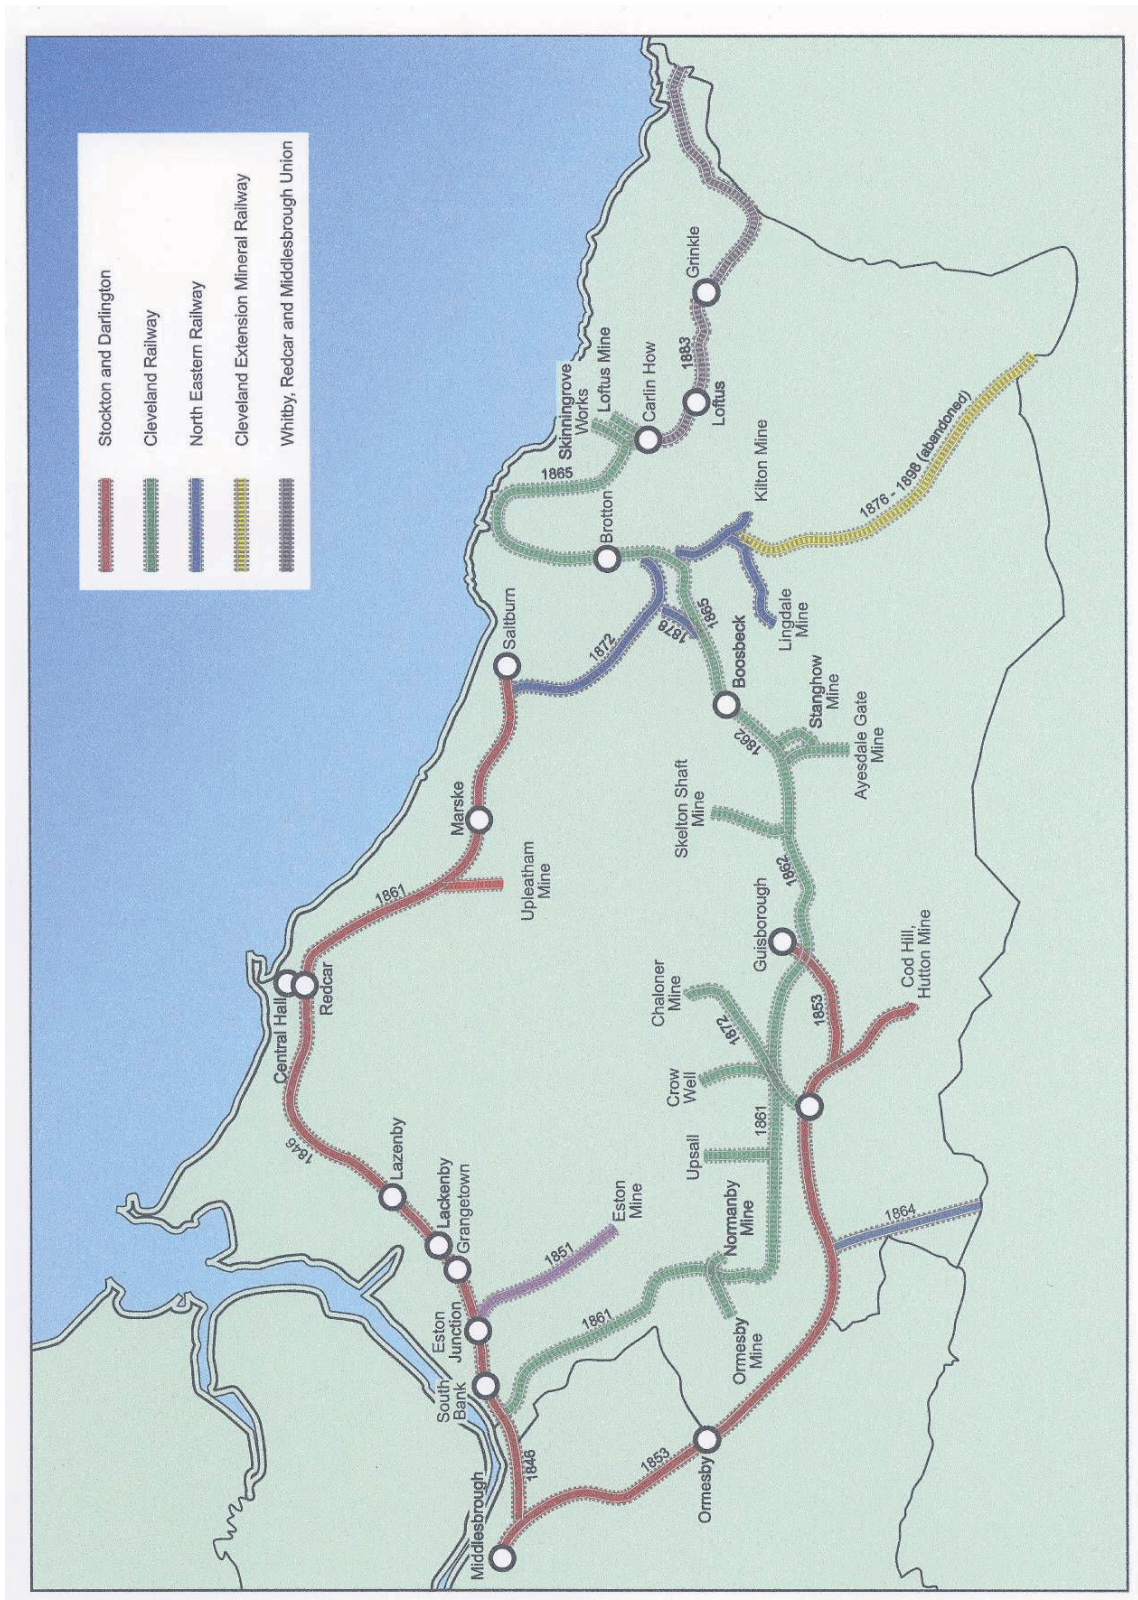 Stockton and Darlington
Cleveland Railway
North Eastern Railway
Cleveland Extension Mineral Railway
Whitby, Redcar and Middlesbrough Union
Middlesbrough
1846
South
Bank
Eston
Junction
Grangetown
Lackenby
Lazenby
1846
Central Hall
Redcar
1861
Upleatham
Mine
Marske
Saltburn
1872
1878
1865
Brotton
1865
Skinningrove
Works
Loftus Mine
Carlin How
Loftus
1883
Grinkle
Kilton Mine
1876 - 1898 (abandoned)
Lingdale
Mine
Boosbeck
1862
Stanghow
Mine
Ayesdale Gate
Mine
Skelton Shaft
Mine
1862
Guisborough
1853
Cod Hill,
Hutton Mine
Chaloner
Mine
1872
Crow
Well
1861
Upsall
Normanby
Mine
Ormesby
Mine
1861
1851
Eston
Mine
1864
1853
Ormesby